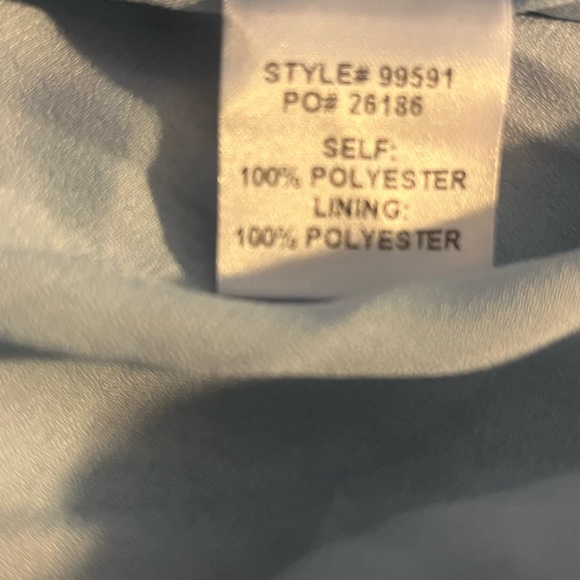 STYLE# 99591
PO# 26186
SELF:
100% POLYESTER
LINING:
100% POLYESTER